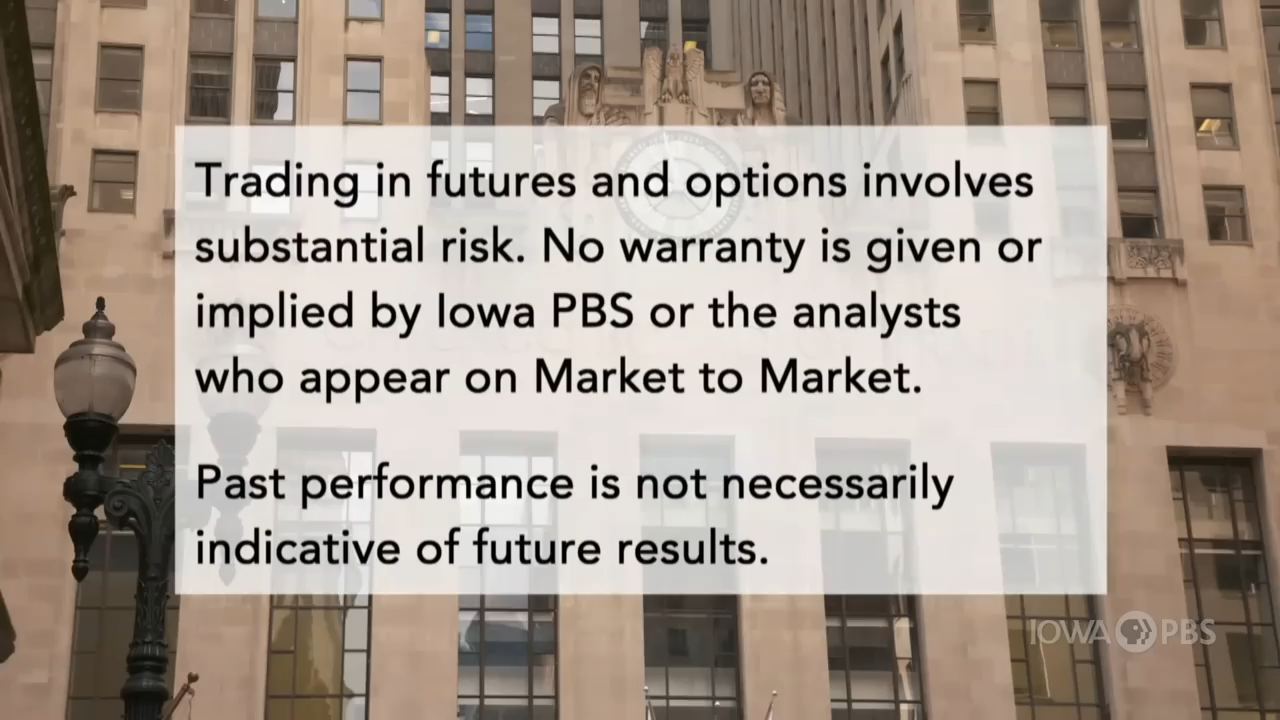 Trading in futures and options involves
substantial risk. No warranty is given or
implied by Iowa PBS or the analysts
who appear on Market to Market.
Past performance is not necessarily
indicative of future results.
IOWA PBS